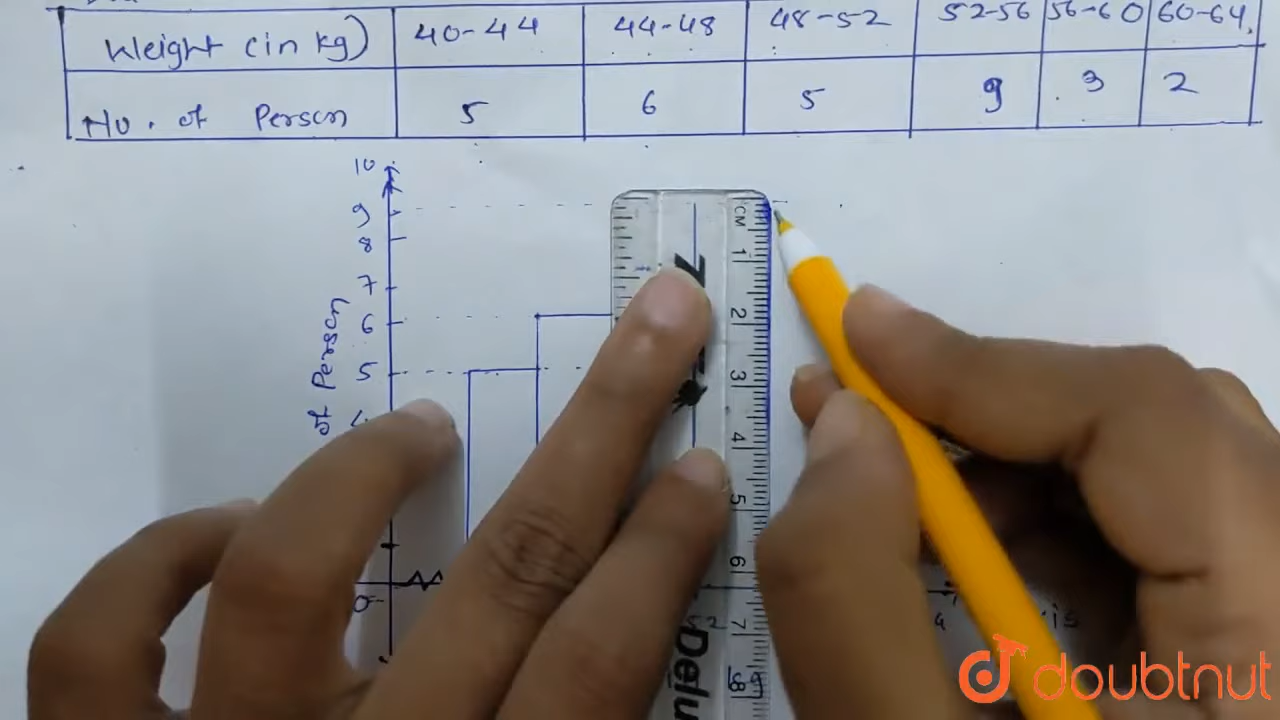 Weight (in kg) 40-44 44-48 48-52 52-56 56-60 60-64
No. of Person 5 6 5 9 3 2
10
9
8
7
6
5
of Person
0
CM 1 2 3 4 5 6 7 8
doubtnut